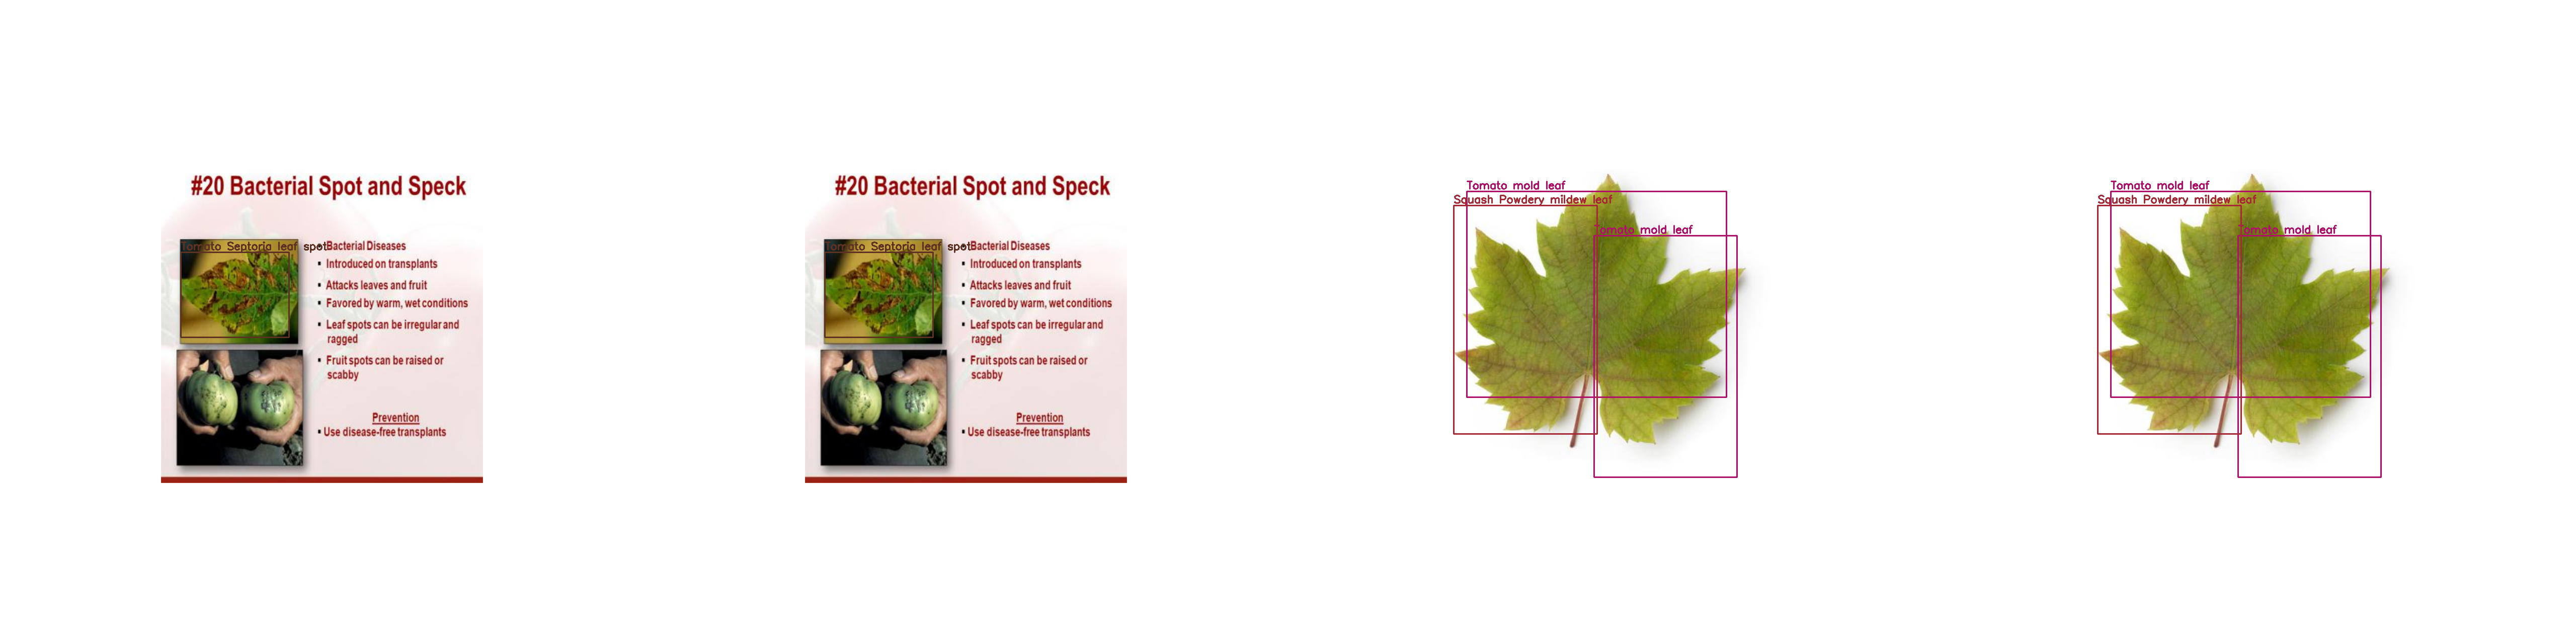 #20 Bacterial Spot and Speck
Tomato Septoria leaf spot
Bacterial Diseases
▪ Introduced on transplants
▪ Attacks leaves and fruit
▪ Favored by warm, wet conditions
▪ Leaf spots can be irregular and
ragged
▪ Fruit spots can be raised or
scabby
Prevention
▪ Use disease-free transplants
#20 Bacterial Spot and Speck
Tomato Septoria leaf spot
Bacterial Diseases
▪ Introduced on transplants
▪ Attacks leaves and fruit
▪ Favored by warm, wet conditions
▪ Leaf spots can be irregular and
ragged
▪ Fruit spots can be raised or
scabby
Prevention
▪ Use disease-free transplants
Tomato mold leaf
Squash Powdery mildew leaf
Tomato mold leaf
Tomato mold leaf
Squash Powdery mildew leaf
Tomato mold leaf